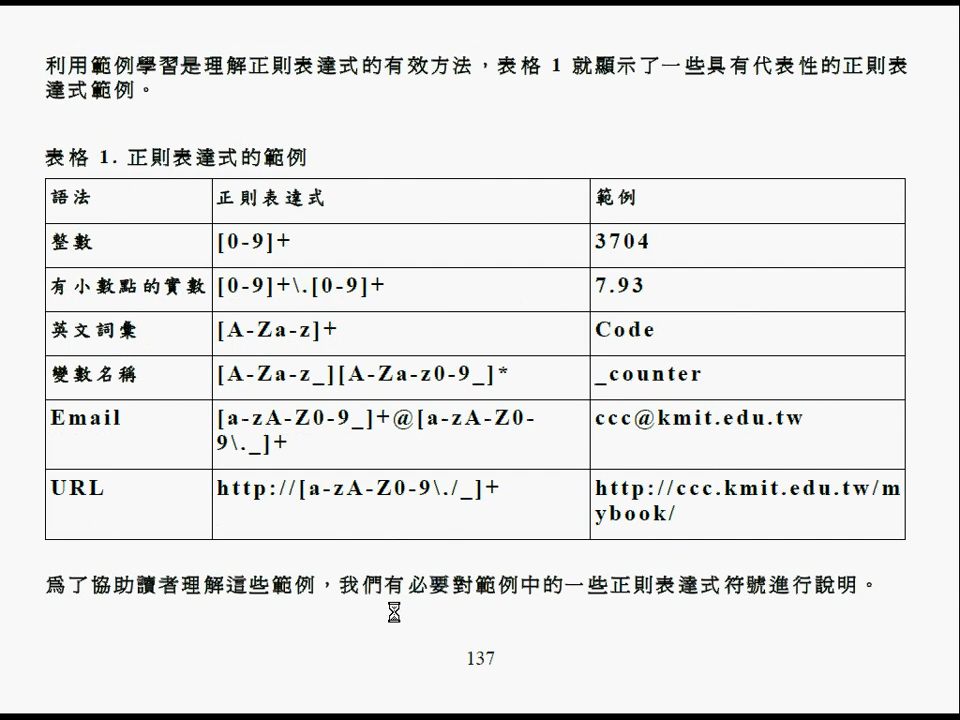 利用範例學習是理解正則表達式的有效方法，表格 1 就顯示了一些具有代表性的正則表
達式範例。
表格 1. 正則表達式的範例
語法 正則表達式 範例
整數 [0-9]+ 3704
有小數點的實數 [0-9]+\.[0-9]+ 7.93
英文詞彙 [A-Za-z]+ Code
變數名稱 [A-Za-z_][A-Za-z0-9_]* _counter
Email [a-zA-Z0-9_]+@[a-zA-Z0- ccc@kmit.edu.tw
9\._]+
URL http://[a-zA-Z0-9\./_]+ http://ccc.kmit.edu.tw/m
ybook/
為了協助讀者理解這些範例，我們有必要對範例中的一些正則表達式符號進行說明。
137